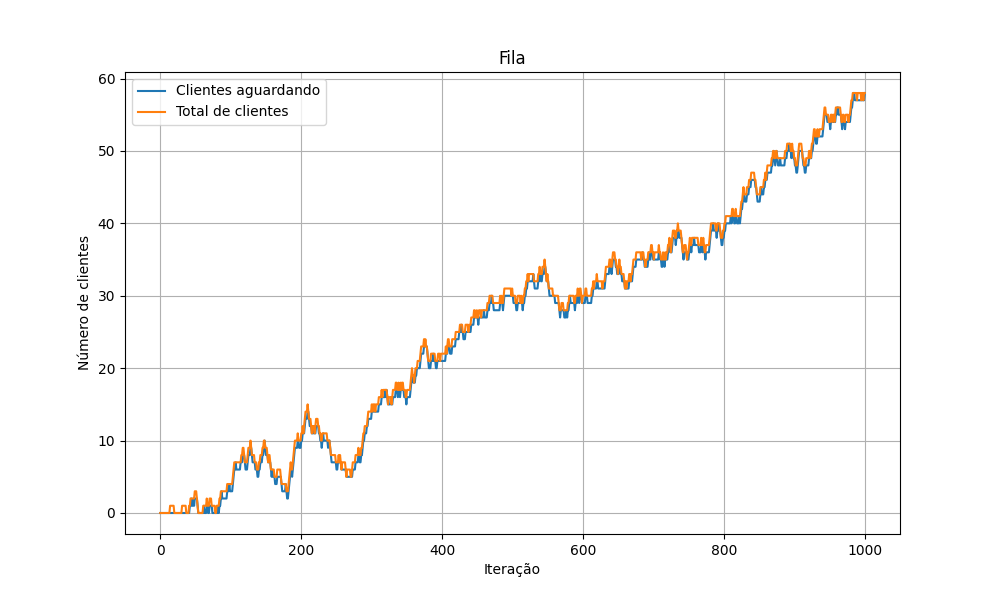 Fila
Clientes aguardando
Total de clientes
60
50
40
30
20
10
0
Número de clientes
0 200 400 600 800 1000
Iteração